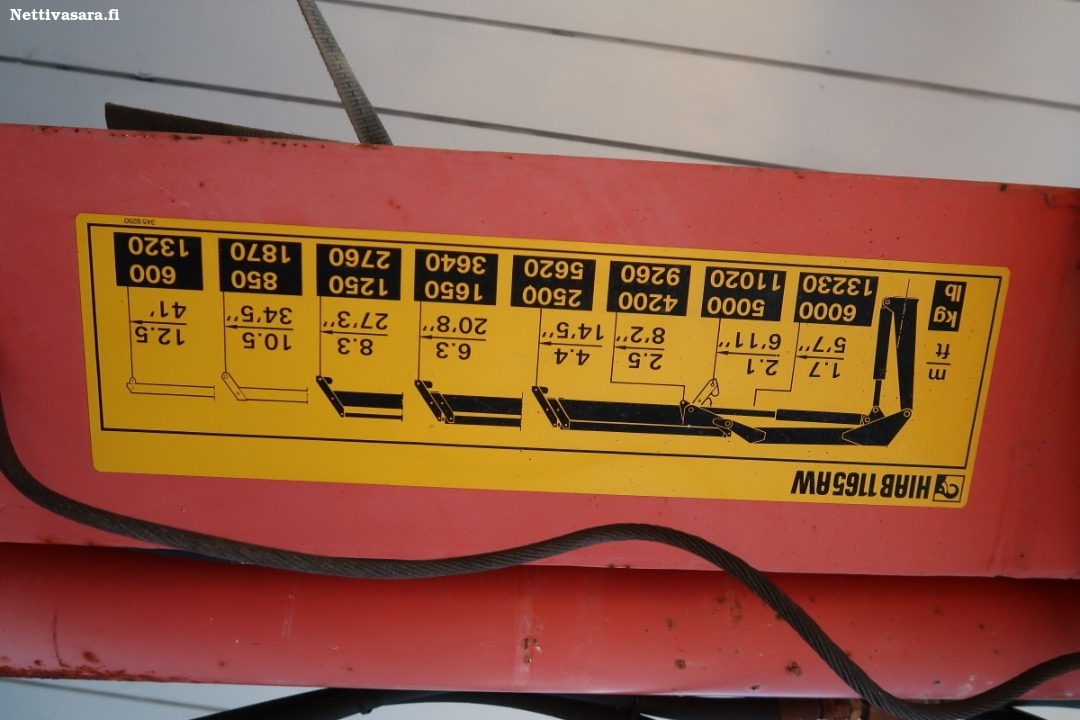 Nettivasara.fi
HIAB 1165AW
m 1.7 2.1 2.5 4.4 6.3 8.3 10.5 12.5
ft 5'7" 6'11" 8'2" 14'5" 20'8" 27'3" 34'5" 41'
kg 6000 5000 4200 2500 1650 1250 850 600
lb 13230 11020 9260 5620 3640 2760 1870 1320
345 9290